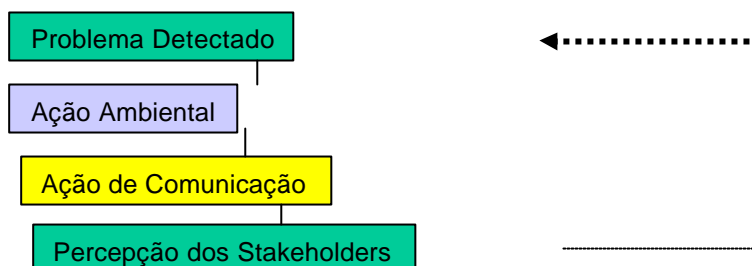 Problema Detectado
Ação Ambiental
Ação de Comunicação
Percepção dos Stakeholders